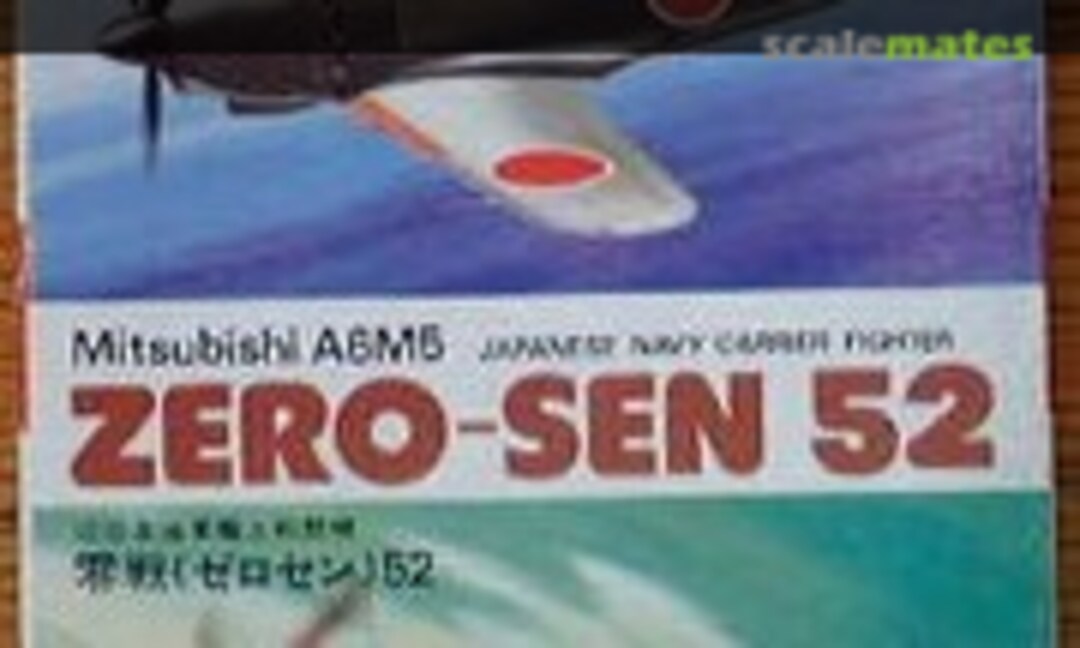 scalemates
Mitsubishi A6M5 JAPANESE NAVY CARRIER FIGHTER
ZERO-SEN 52
零戦(ゼロセン)52